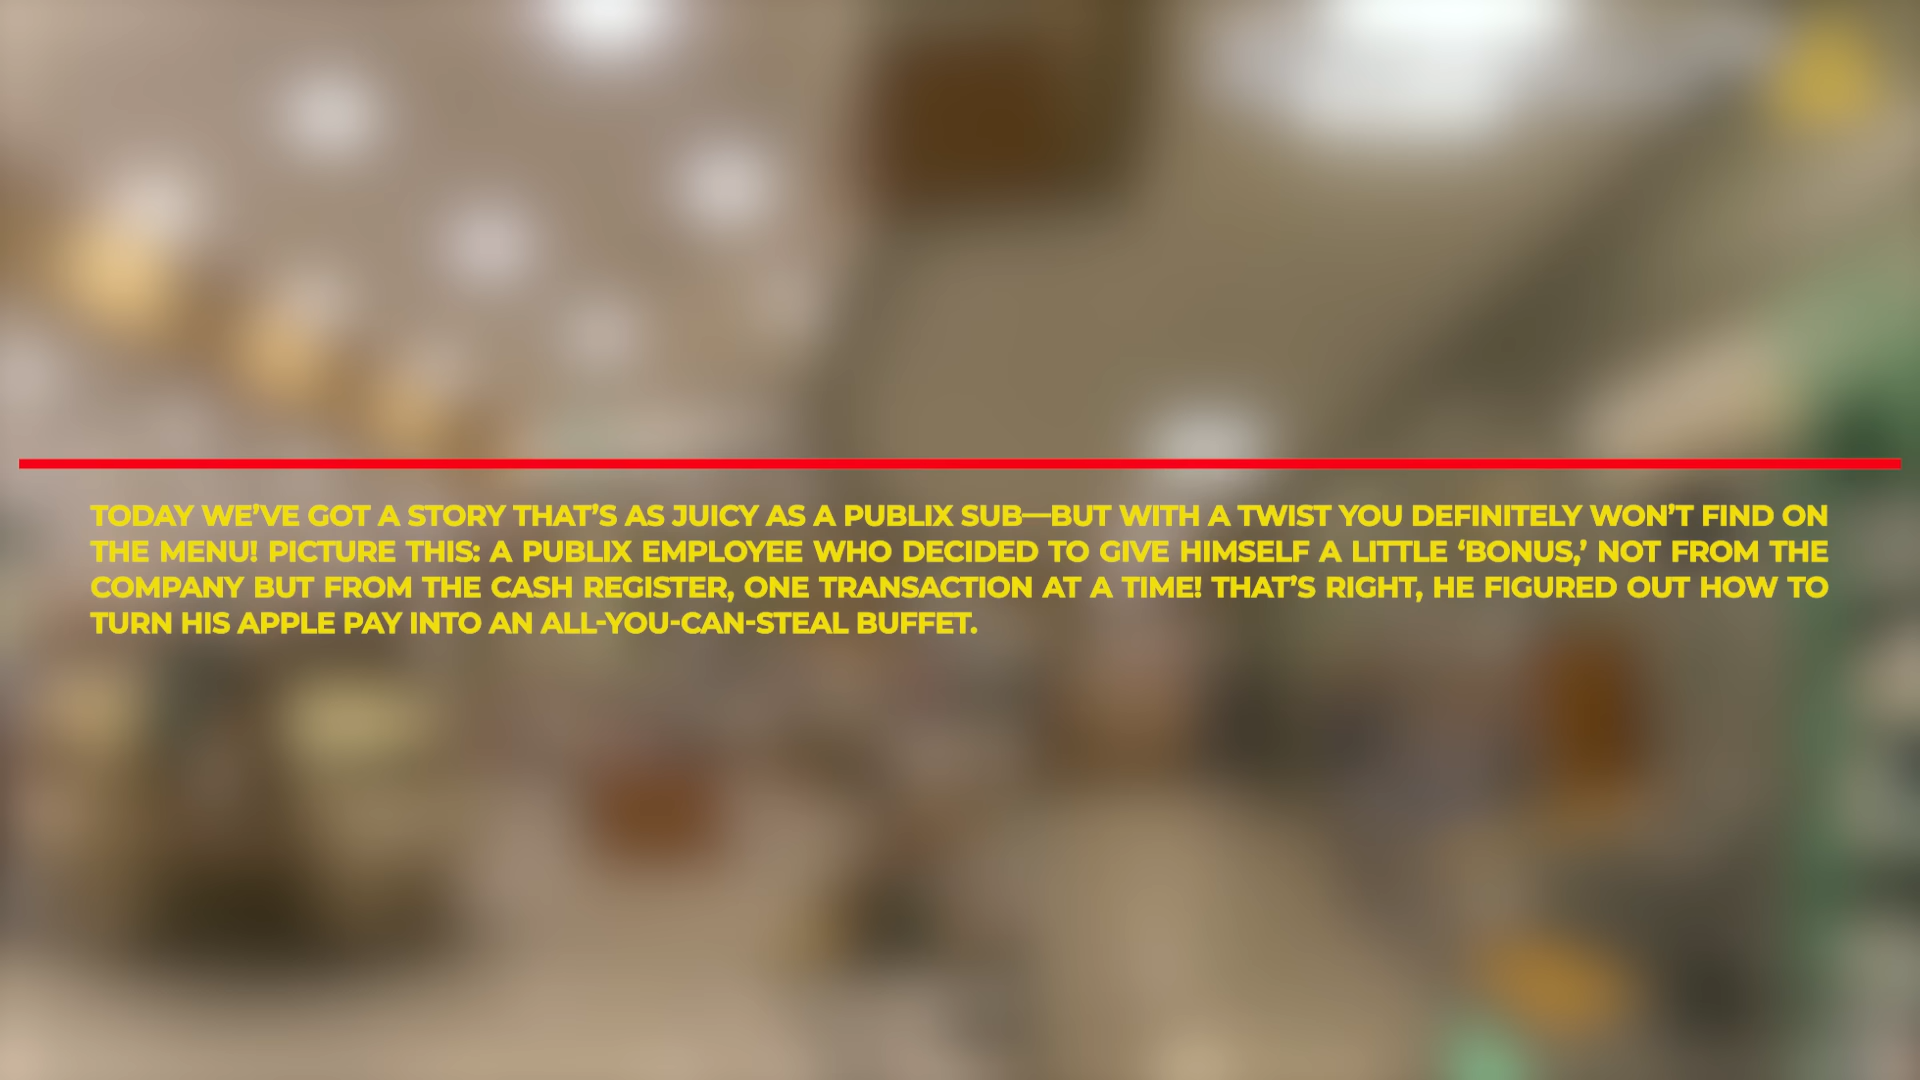 TODAY WE’VE GOT A STORY THAT’S AS JUICY AS A PUBLIX SUB—BUT WITH A TWIST YOU DEFINITELY WON’T FIND ON
THE MENU! PICTURE THIS: A PUBLIX EMPLOYEE WHO DECIDED TO GIVE HIMSELF A LITTLE ‘BONUS,’ NOT FROM THE
COMPANY BUT FROM THE CASH REGISTER, ONE TRANSACTION AT A TIME! THAT’S RIGHT, HE FIGURED OUT HOW TO
TURN HIS APPLE PAY INTO AN ALL-YOU-CAN-STEAL BUFFET.